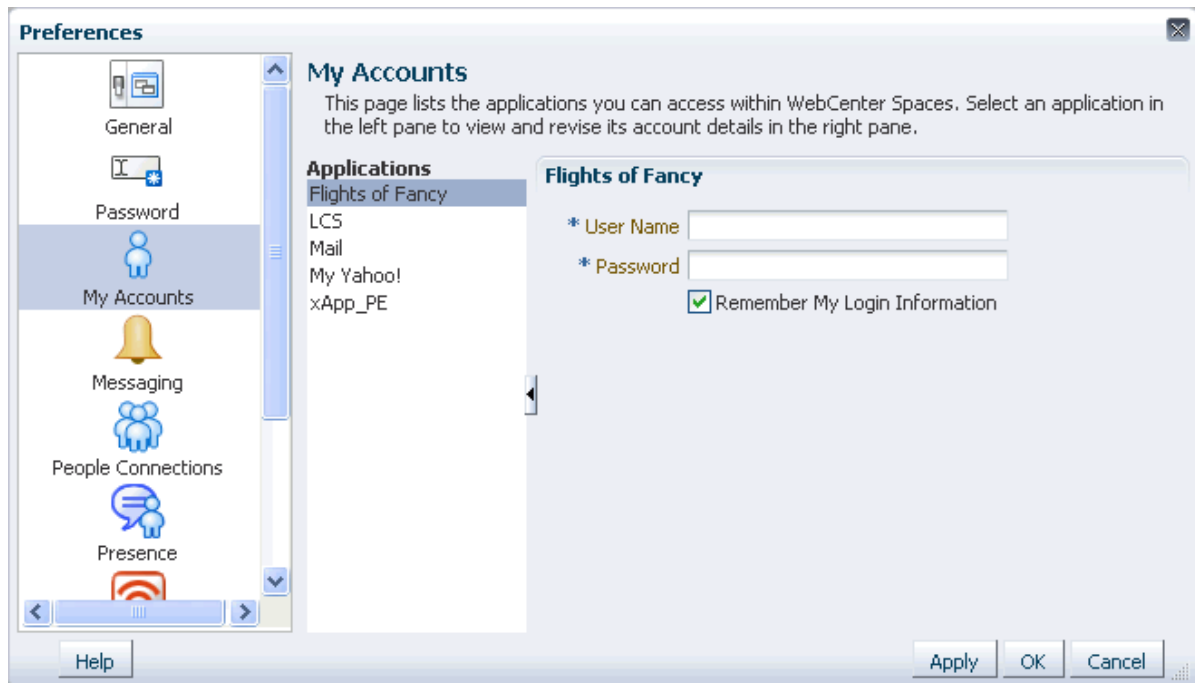 Preferences
General
Password
My Accounts
Messaging
People Connections
Presence
My Accounts
This page lists the applications you can access within WebCenter Spaces. Select an application in
the left pane to view and revise its account details in the right pane.
Applications
Flights of Fancy
LCS
Mail
My Yahoo!
xApp_PE
Flights of Fancy
* User Name
* Password
Remember My Login Information
Help
Apply
OK
Cancel